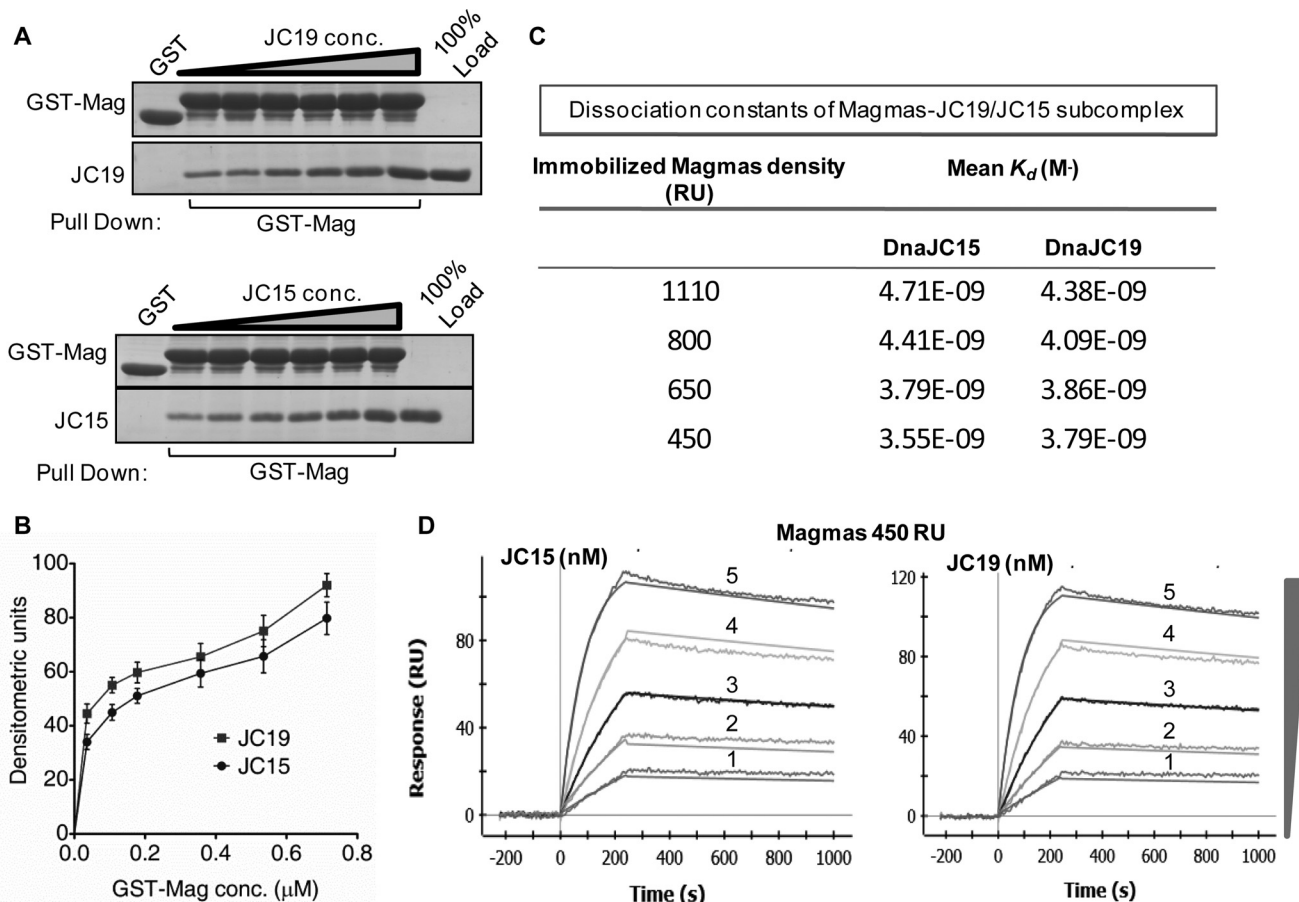 A
GST
JC19 conc.
100%
Load
GST-Mag
JC19
Pull Down:
GST-Mag
GST
JC15 conc.
100%
Load
GST-Mag
JC15
Pull Down:
GST-Mag
B
Densitometric units
100
80
60
40
20
0
JC19
JC15
0.0
0.2
0.4
0.6
0.8
GST-Mag conc. (μM)
C
Dissociation constants of Magmas-JC19/JC15 subcomplex
Immobilized Magmas density
(RU)
Mean Kd (M-)
DnaJC15 DnaJC19
1110 4.71E-09 4.38E-09
800 4.41E-09 4.09E-09
650 3.79E-09 3.86E-09
450 3.55E-09 3.79E-09
D
Magmas 450 RU
JC15 (nM)
Response (RU)
80
40
0
5
4
3
2
1
-200 0 200 400 600 800 1000
Time (s)
JC19 (nM)
120
80
40
0
5
4
3
2
1
-200 0 200 400 600 800 1000
Time (s)